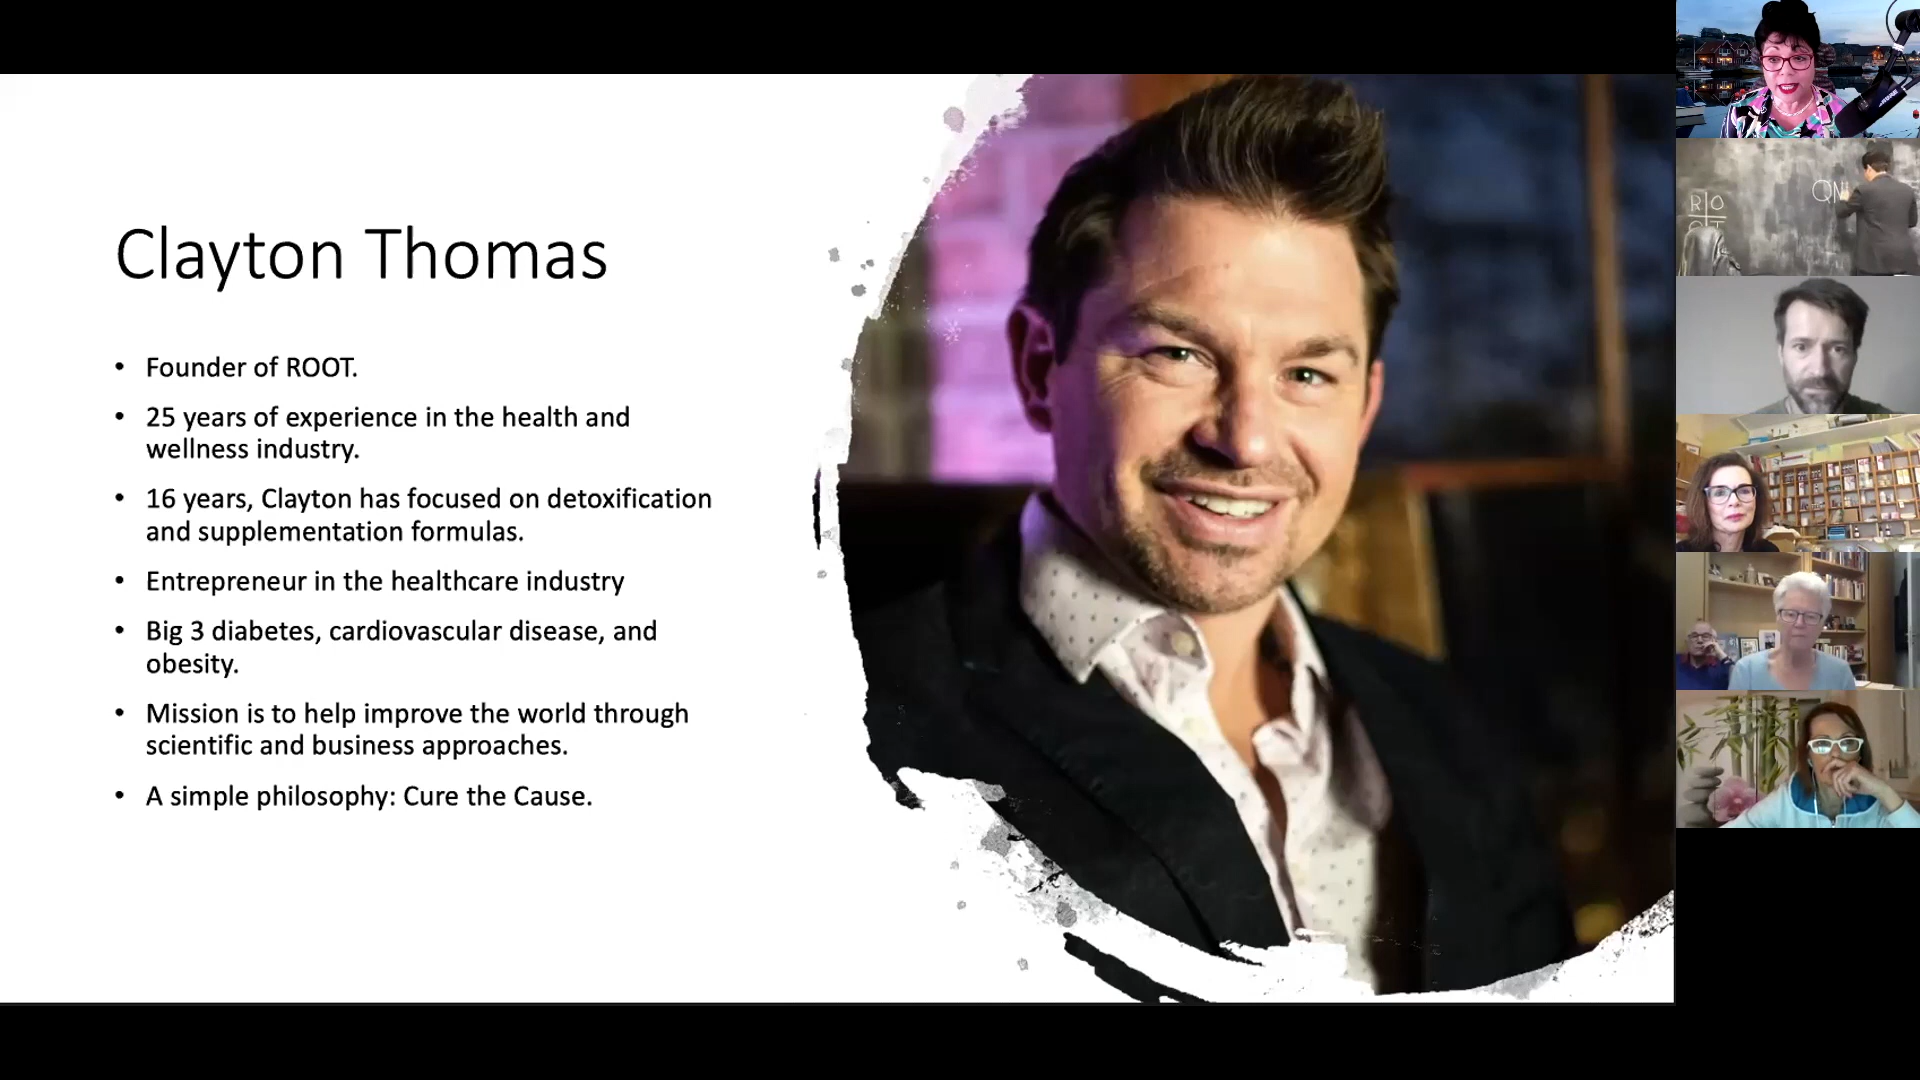 Clayton Thomas
• Founder of ROOT.
• 25 years of experience in the health and
wellness industry.
• 16 years, Clayton has focused on detoxification
and supplementation formulas.
• Entrepreneur in the healthcare industry
• Big 3 diabetes, cardiovascular disease, and
obesity.
• Mission is to help improve the world through
scientific and business approaches.
• A simple philosophy: Cure the Cause.
R O
O T
QN